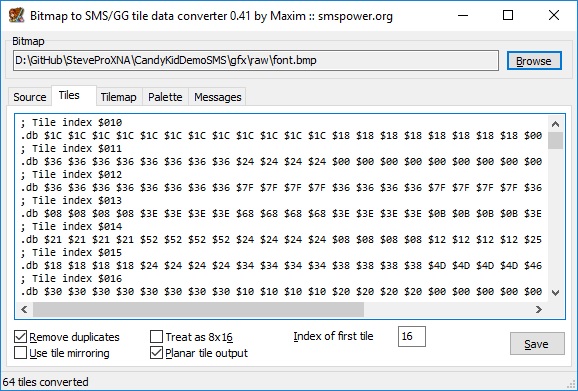 Bitmap to SMS/GG tile data converter 0.41 by Maxim :: smspower.org
Bitmap
D:\GitHub\SteveProXNA\CandyKidDemoSMS\gfx\raw\font.bmp
Browse
Source Tiles Tilemap Palette Messages
; Tile index $010
.db $1C $1C $1C $1C $1C $1C $1C $1C $1C $1C $1C $1C $18 $18 $18 $18 $18 $18 $18 $18 $00
; Tile index $011
.db $36 $36 $36 $36 $36 $36 $36 $36 $24 $24 $24 $24 $00 $00 $00 $00 $00 $00 $00 $00 $00
; Tile index $012
.db $36 $36 $36 $36 $36 $36 $36 $36 $7F $7F $7F $7F $36 $36 $36 $36 $7F $7F $7F $7F $36
; Tile index $013
.db $08 $08 $08 $08 $3E $3E $3E $3E $68 $68 $68 $68 $3E $3E $3E $3E $0B $0B $0B $0B $3E
; Tile index $014
.db $21 $21 $21 $21 $52 $52 $52 $52 $24 $24 $24 $24 $08 $08 $08 $08 $12 $12 $12 $12 $25
; Tile index $015
.db $18 $18 $18 $18 $24 $24 $24 $24 $34 $34 $34 $34 $38 $38 $38 $38 $4D $4D $4D $4D $46
; Tile index $016
.db $30 $30 $30 $30 $30 $30 $30 $30 $10 $10 $10 $10 $20 $20 $20 $20 $00 $00 $00 $00 $00
Remove duplicates Treat as 8x16 Index of first tile 16
Use tile mirroring Planar tile output Save
64 tiles converted